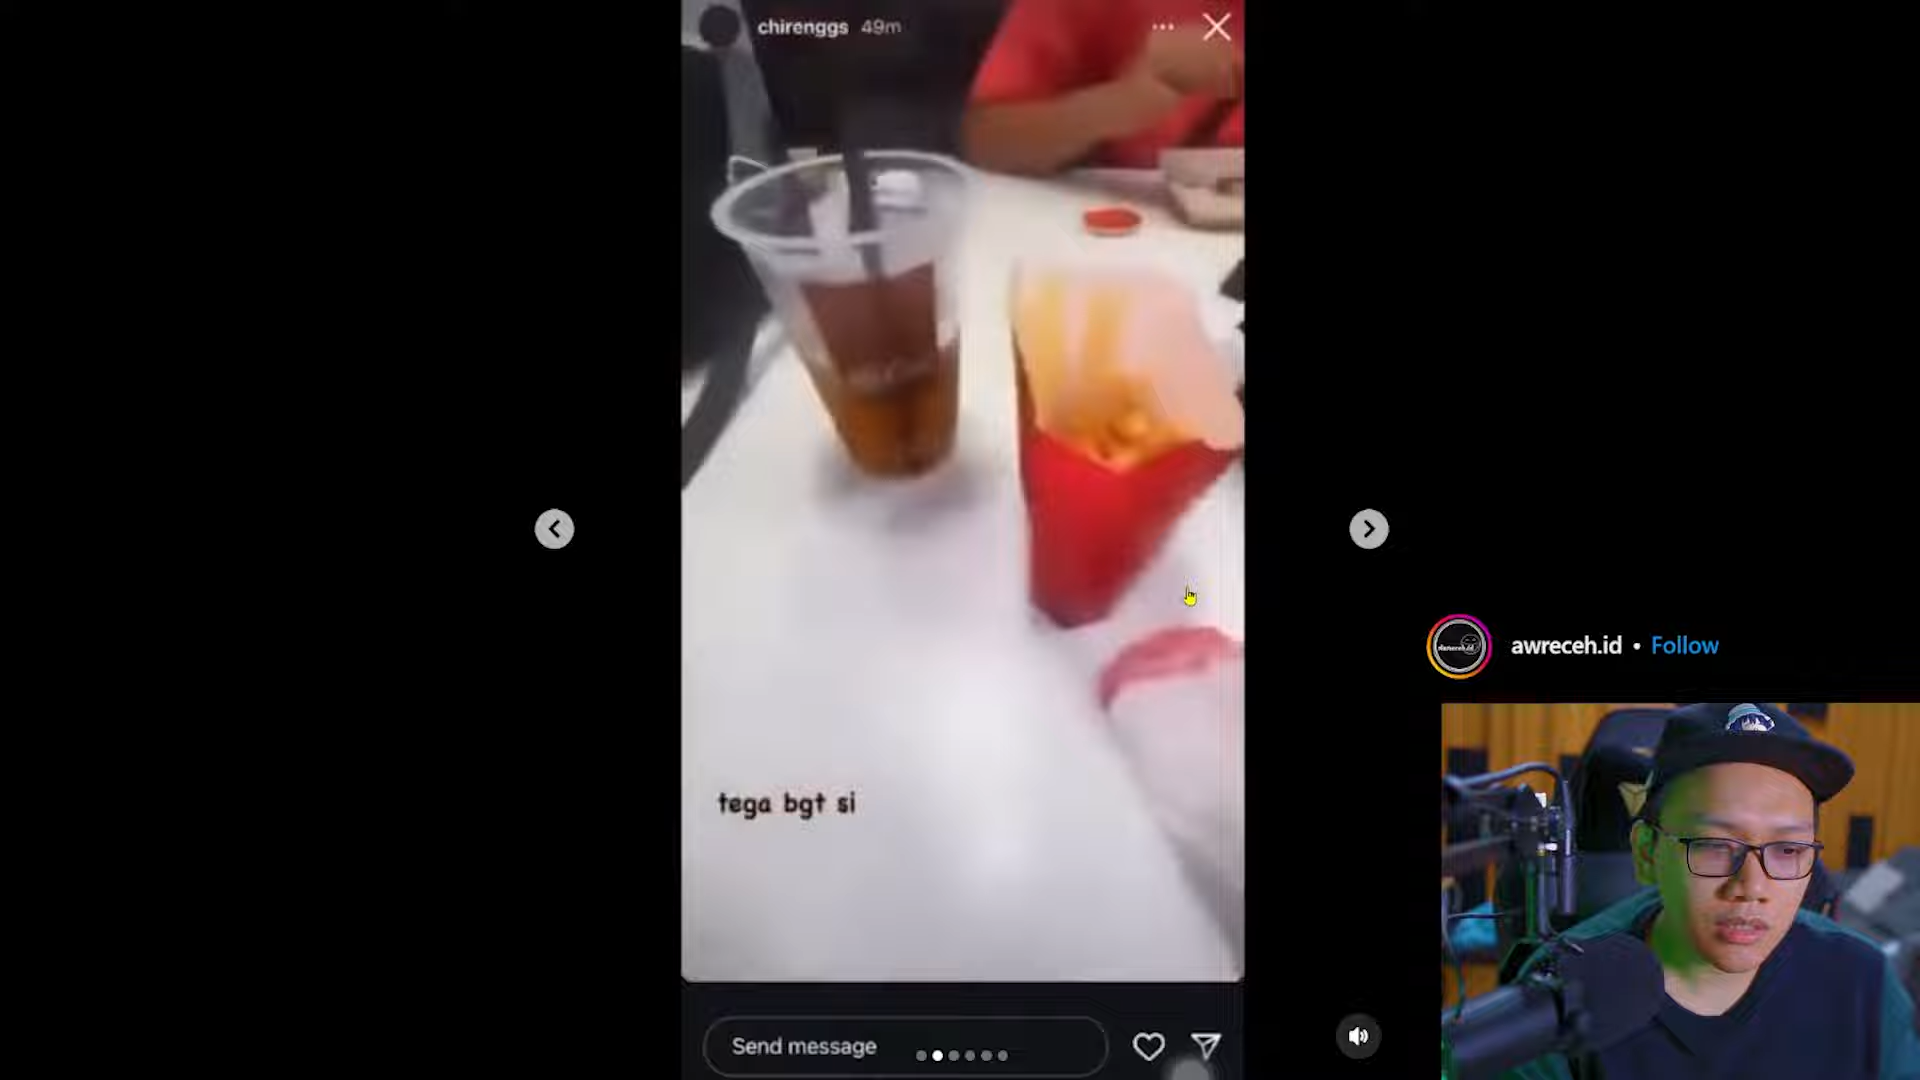 chirenggs 49m
tega bgt si
Send message
awreceh.id • Follow